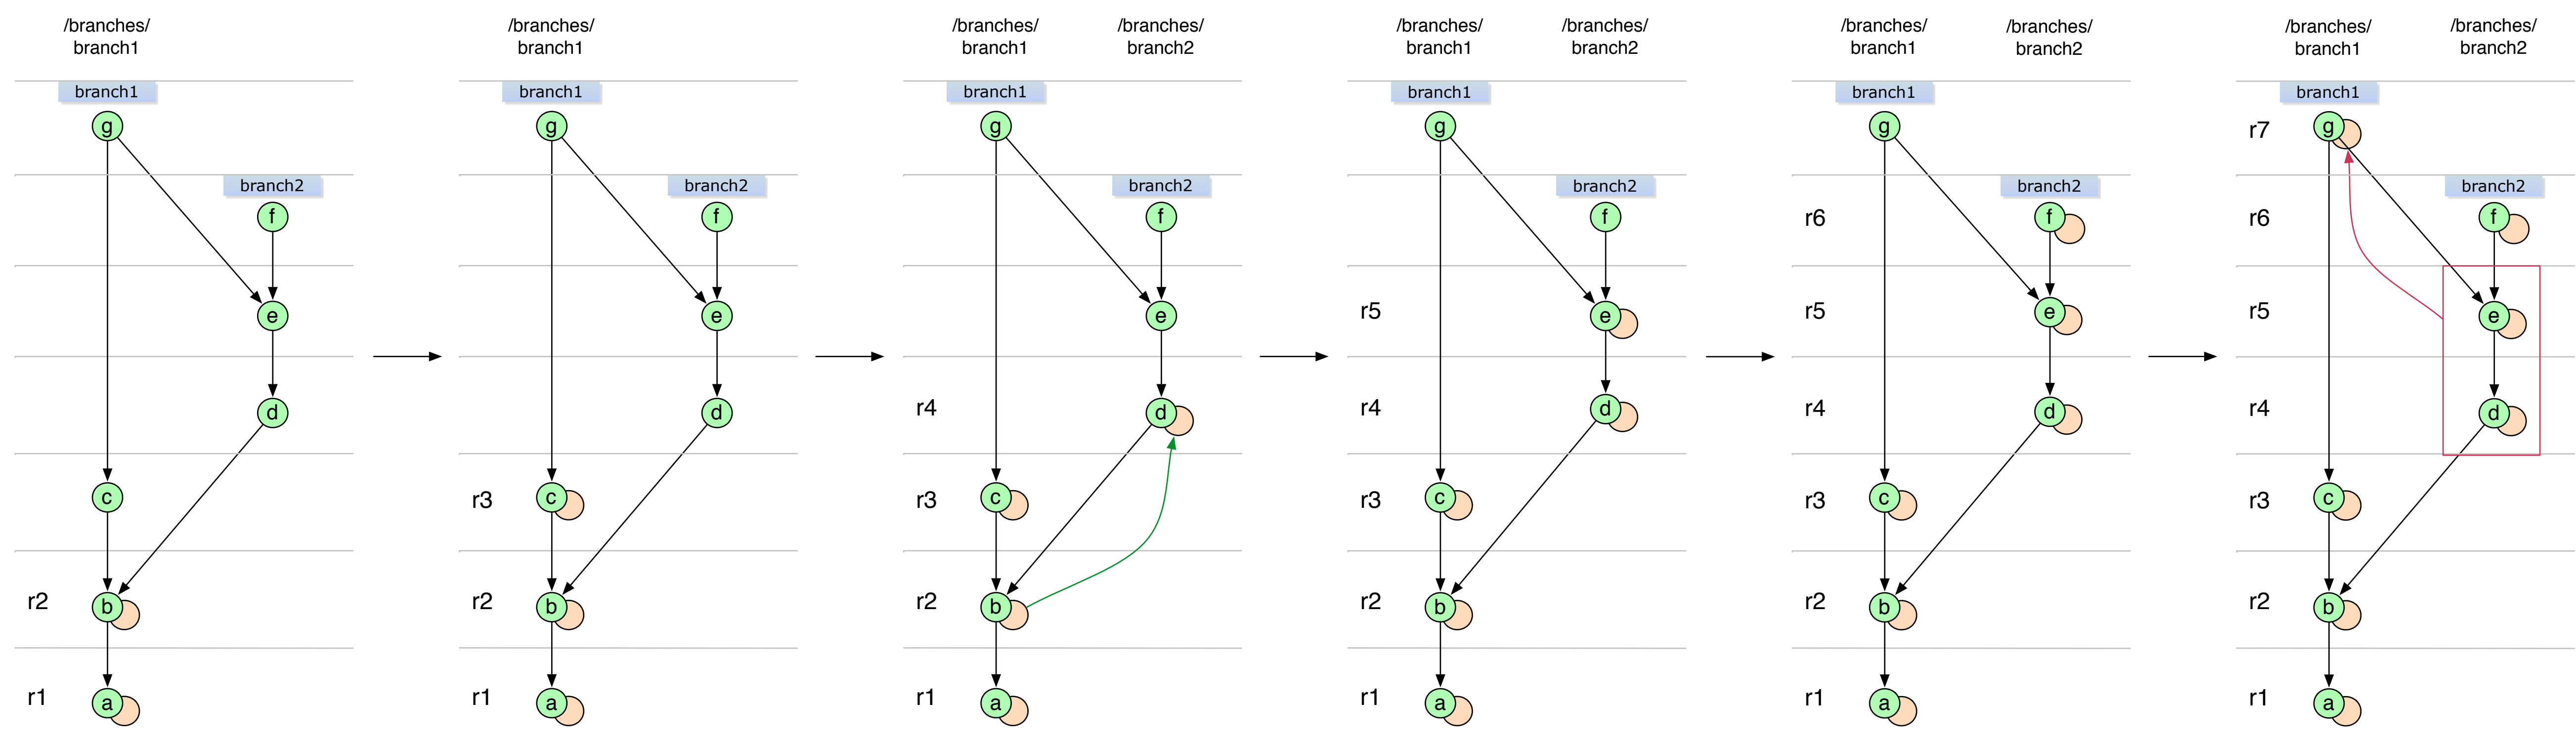 /branches/
branch1
branch1
g
branch2
f
e
d
c
r2
b
r1
a
/branches/
branch1
branch1
g
branch2
f
e
d
r3
c
r2
b
r1
a
/branches/
branch1
/branches/
branch2
branch1
g
branch2
f
e
r4
d
r3
c
r2
b
r1
a
/branches/
branch1
/branches/
branch2
branch1
g
branch2
f
r5
e
r4
d
r3
c
r2
b
r1
a
/branches/
branch1
/branches/
branch2
branch1
g
branch2
r6
f
r5
e
r4
d
r3
c
r2
b
r1
a
/branches/
branch1
/branches/
branch2
branch1
r7
g
branch2
r6
f
r5
e
r4
d
r3
c
r2
b
r1
a